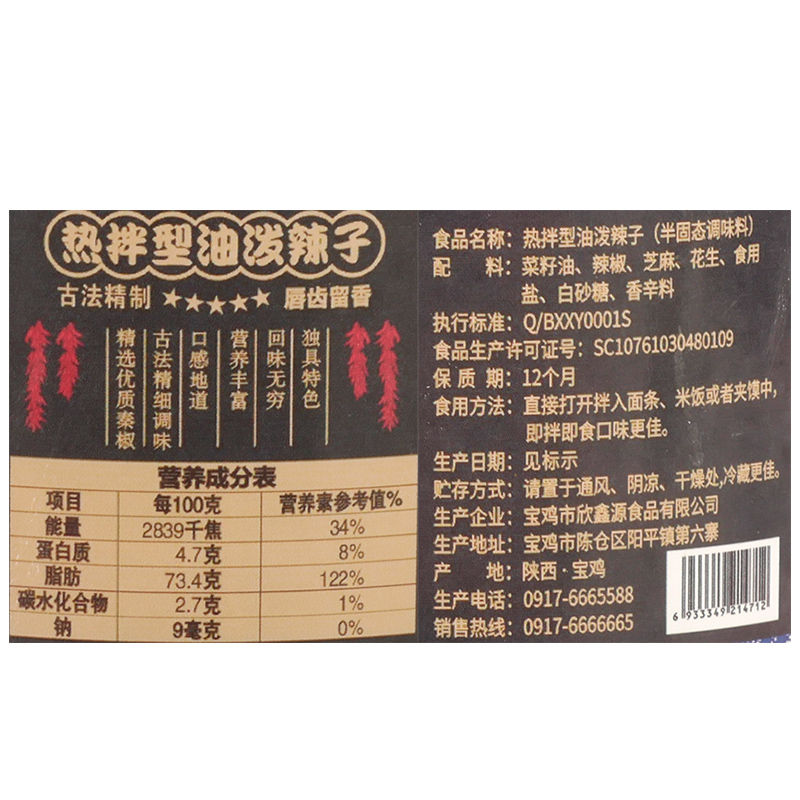 热拌型油泼辣子
古法精制 ★★★★★ 唇齿留香
独具特色
回味无穷
营养丰富
口感地道
古法精细调味
精选优质秦椒
营养成分表
项目 每100克 营养素参考值%
能量 2839千焦 34%
蛋白质 4.7克 8%
脂肪 73.4克 122%
碳水化合物 2.7克 1%
钠 9毫克 0%
食品名称：热拌型油泼辣子（半固态调味料）
配 料：菜籽油、辣椒、芝麻、花生、食用
盐、白砂糖、香辛料
执行标准：Q/BXXY0001S
食品生产许可证号：SC10761030480109
保 质 期：12个月
食用方法：直接打开拌入面条、米饭或者夹馍中，
即拌即食口味更佳。
生产日期：见标示
贮存方式：请置于通风、阴凉、干燥处,冷藏更佳。
生产企业：宝鸡市欣鑫源食品有限公司
生产地址：宝鸡市陈仓区阳平镇第六寨
产 地：陕西·宝鸡
生产电话：0917-6665588
销售热线：0917-6666665
6 933349 214712